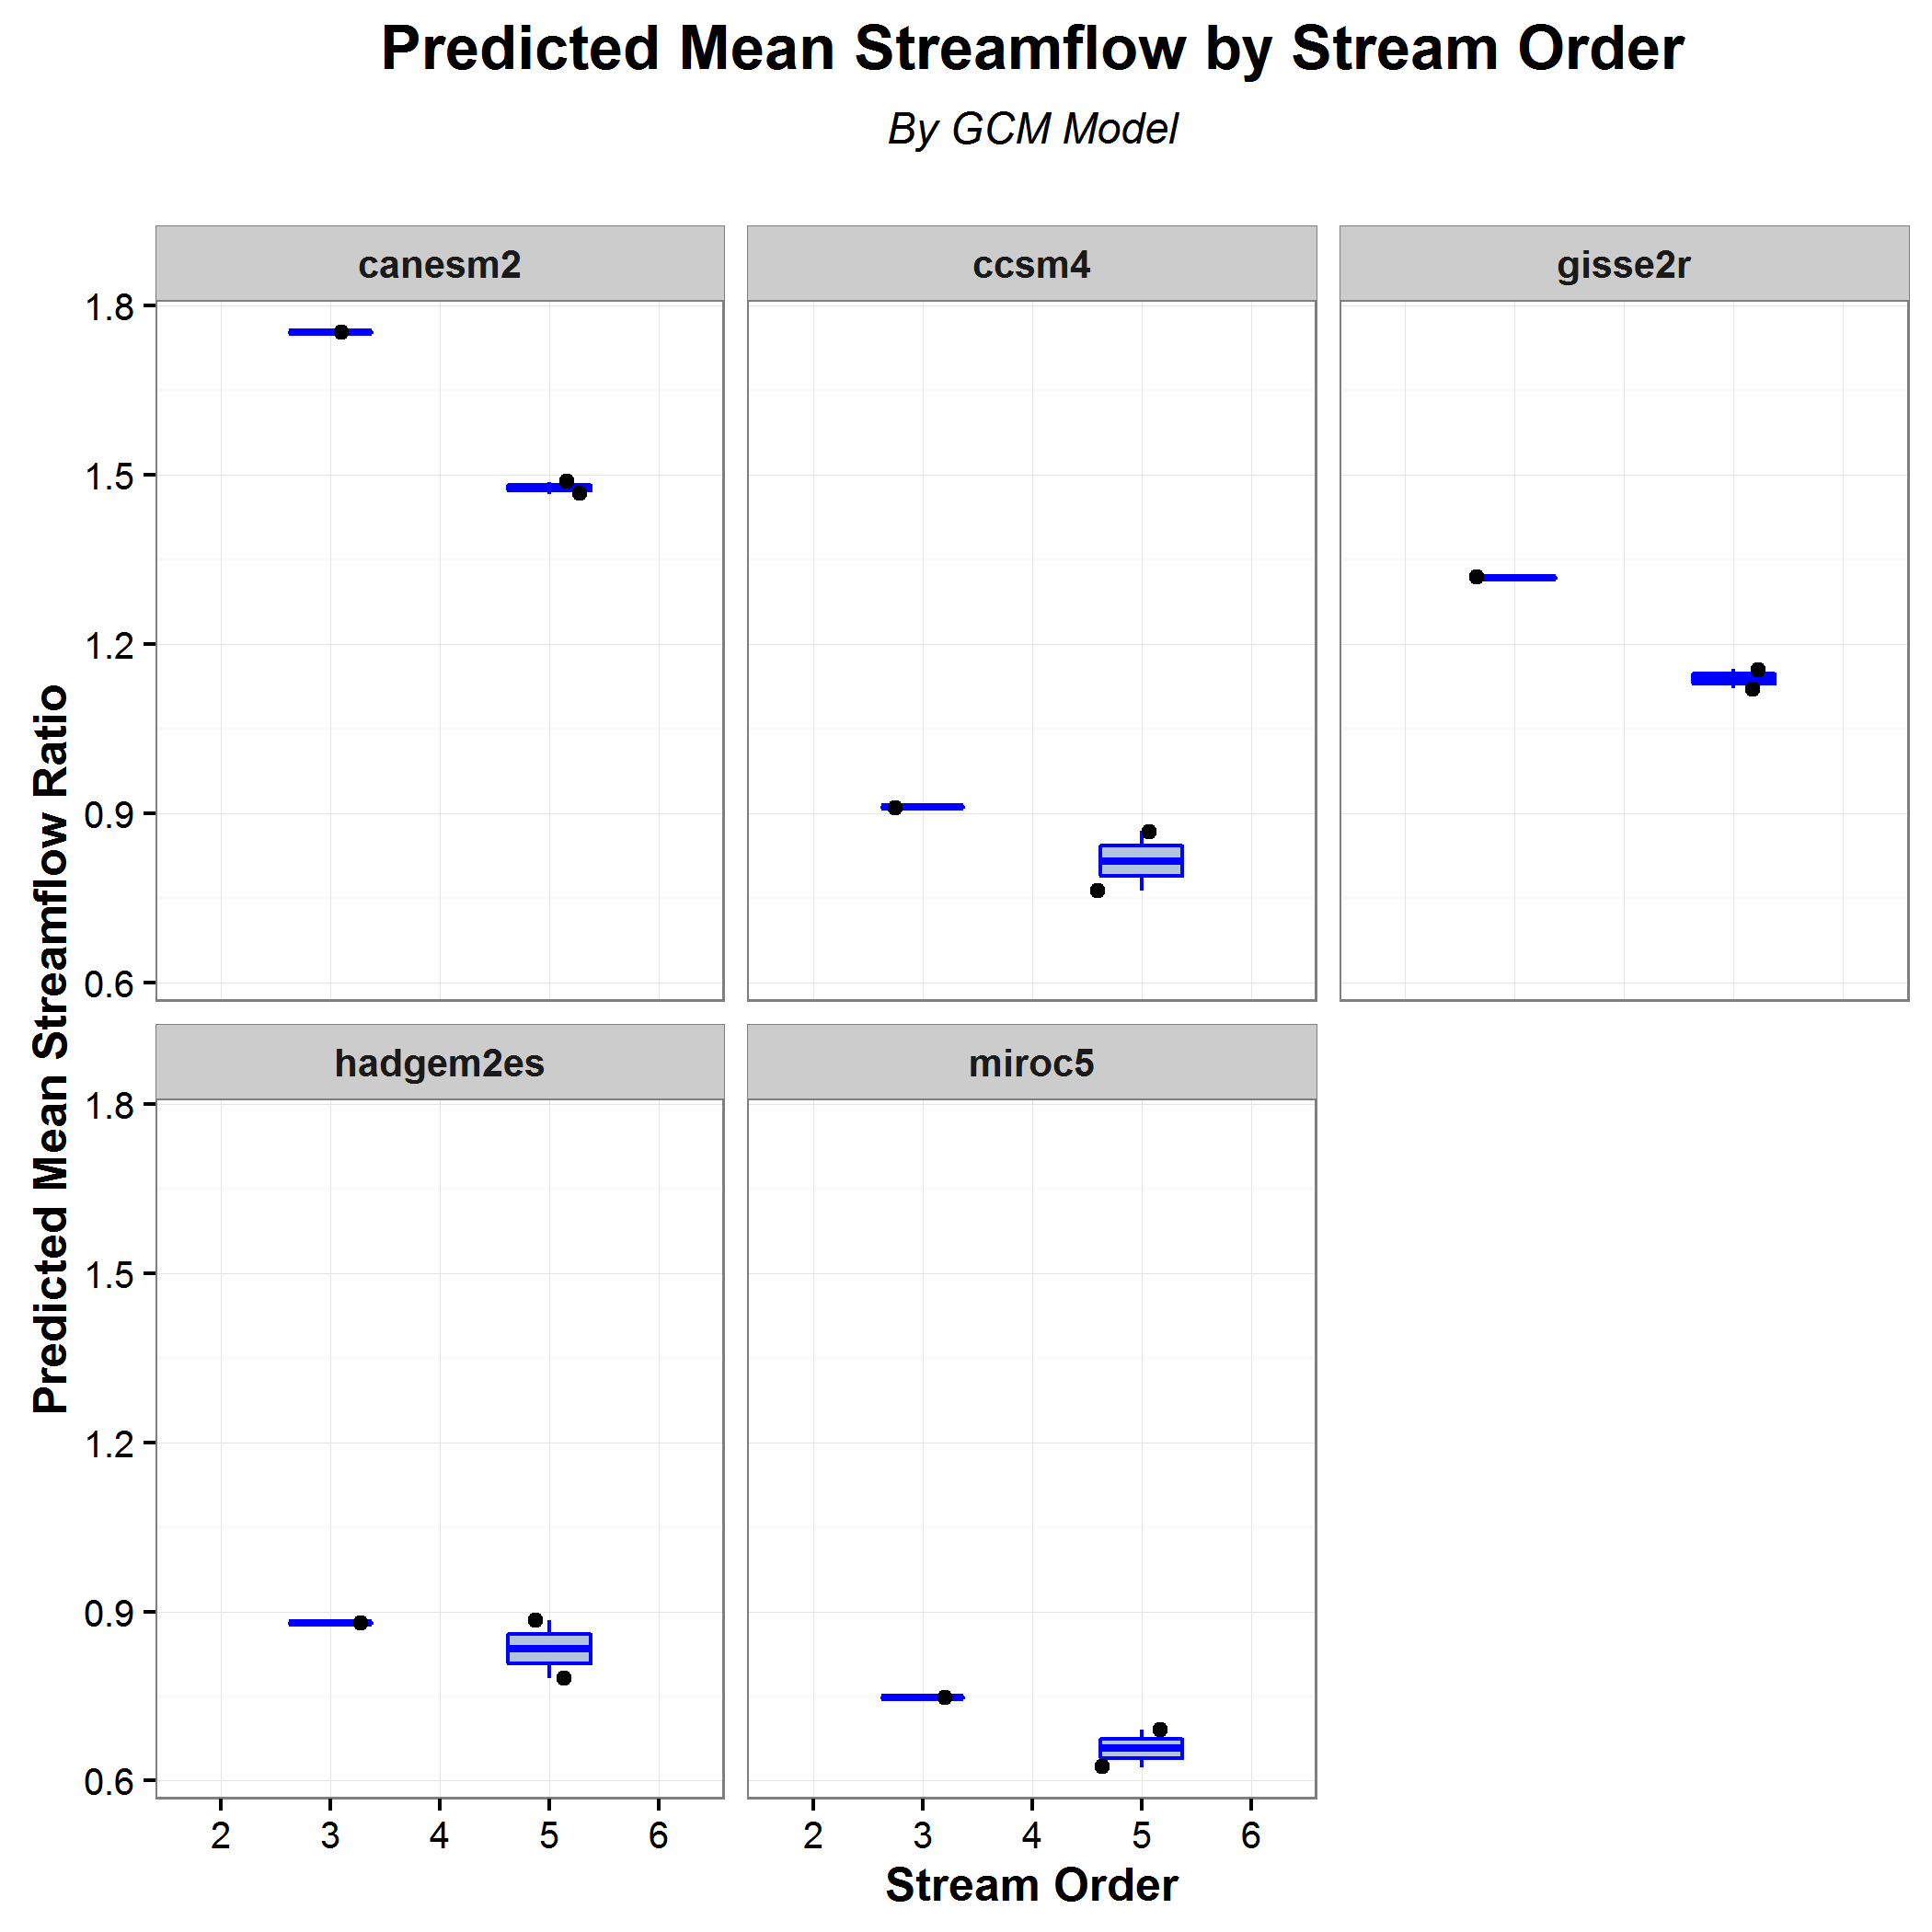 Predicted Mean Streamflow by Stream Order
By GCM Model
canesm2
ccsm4
gisse2r
1.8
1.5
1.2
0.9
0.6
Predicted Mean Streamflow Ratio
hadgem2es
miroc5
1.8
1.5
1.2
0.9
0.6
2 3 4 5 6
2 3 4 5 6
Stream Order